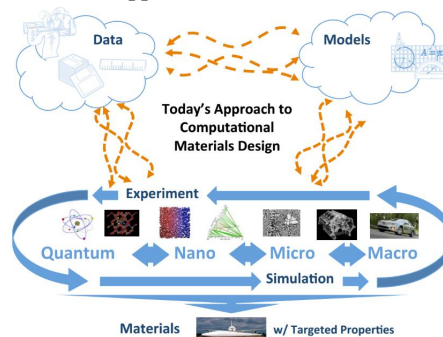 Data
Models
Today's Approach to
Computational
Materials Design
Experiment
Quantum Nano Micro Macro
Simulation
Materials w/ Targeted Properties